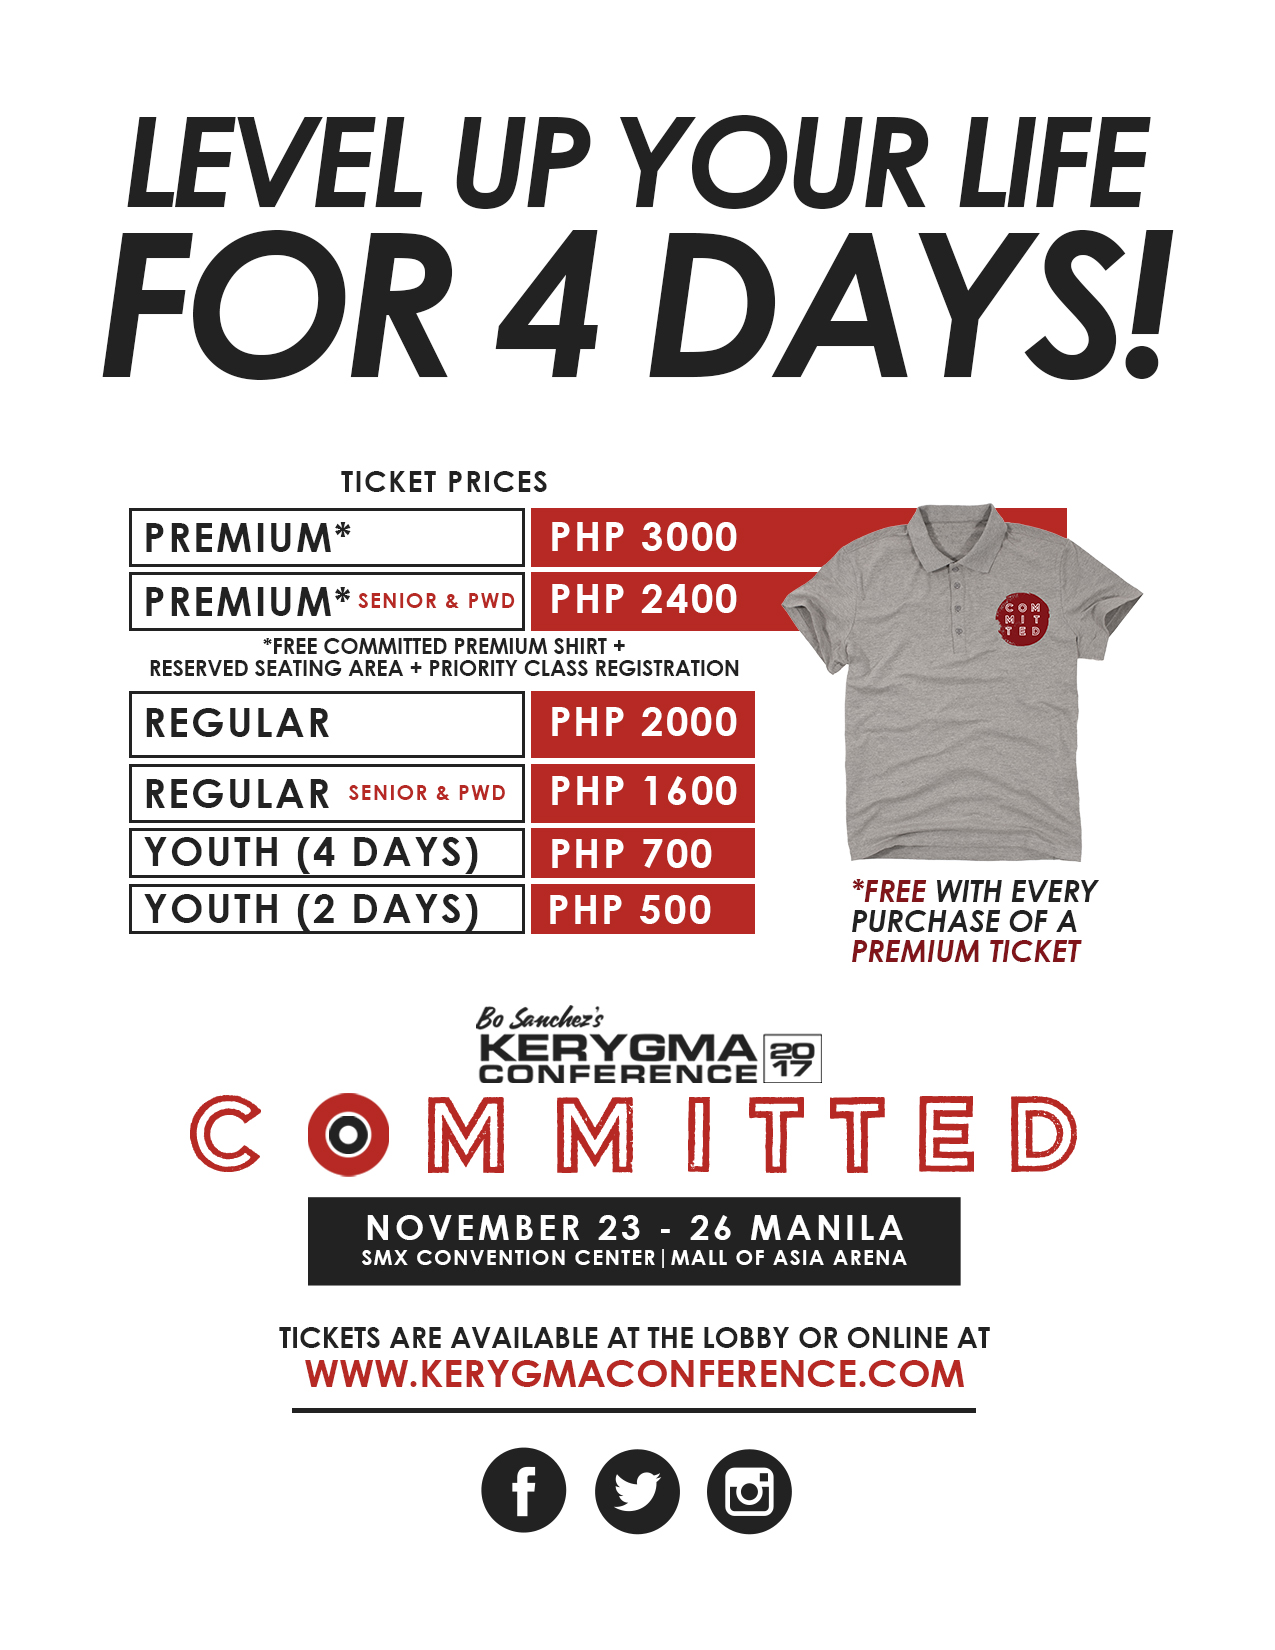 LEVEL UP YOUR LIFE
FOR 4 DAYS!
TICKET PRICES
PREMIUM* PHP 3000
PREMIUM* SENIOR & PWD PHP 2400
*FREE COMMITTED PREMIUM SHIRT +
RESERVED SEATING AREA + PRIORITY CLASS REGISTRATION
REGULAR PHP 2000
REGULAR SENIOR & PWD PHP 1600
YOUTH (4 DAYS) PHP 700
YOUTH (2 DAYS) PHP 500
COM
MIT
TED
*FREE WITH EVERY
PURCHASE OF A
PREMIUM TICKET
Bo Sanchez's
KERYGMA
CONFERENCE
20
17
COMMITTED
NOVEMBER 23 - 26 MANILA
SMX CONVENTION CENTER|MALL OF ASIA ARENA
TICKETS ARE AVAILABLE AT THE LOBBY OR ONLINE AT
WWW.KERYGMACONFERENCE.COM